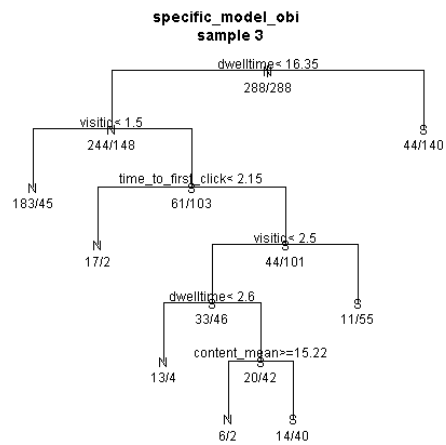 specific_model_obi
sample 3
dwelltime< 16.35
N
288/288
visitid< 1.5
N
244/148
S
44/140
N
183/45
time_to_first_click< 2.15
S
61/103
N
17/2
visitid< 2.5
S
44/101
dwelltime< 2.6
S
33/46
S
11/55
N
13/4
content_mean>=15.22
S
20/42
N
6/2
S
14/40